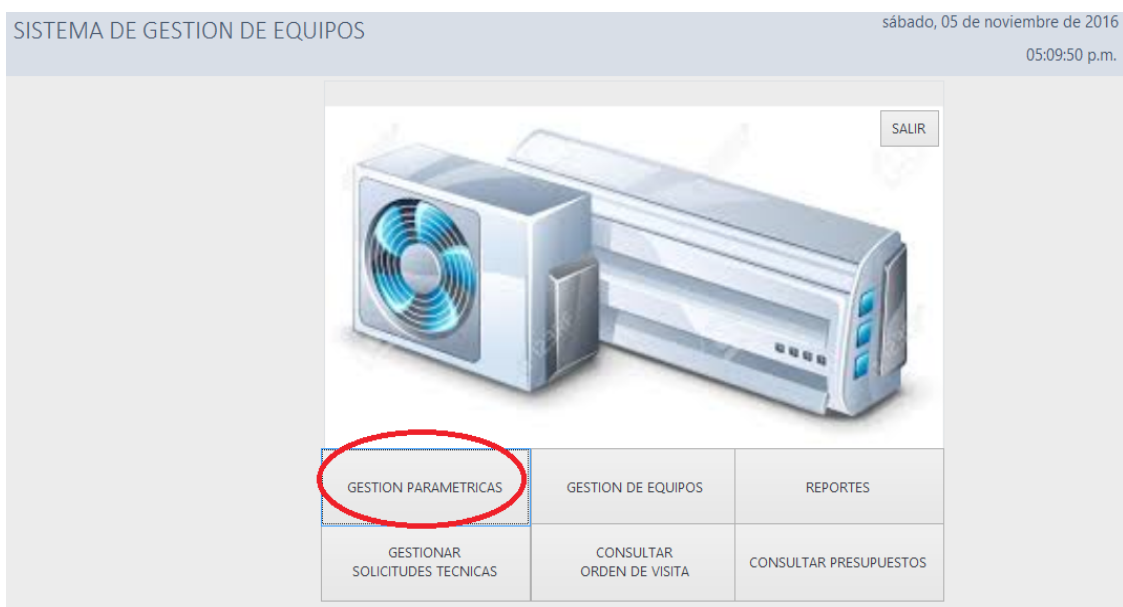 SISTEMA DE GESTION DE EQUIPOS
sábado, 05 de noviembre de 2016
05:09:50 p.m.
SALIR
GESTION PARAMETRICAS
GESTION DE EQUIPOS
REPORTES
GESTIONAR
SOLICITUDES TECNICAS
CONSULTAR
ORDEN DE VISITA
CONSULTAR PRESUPUESTOS